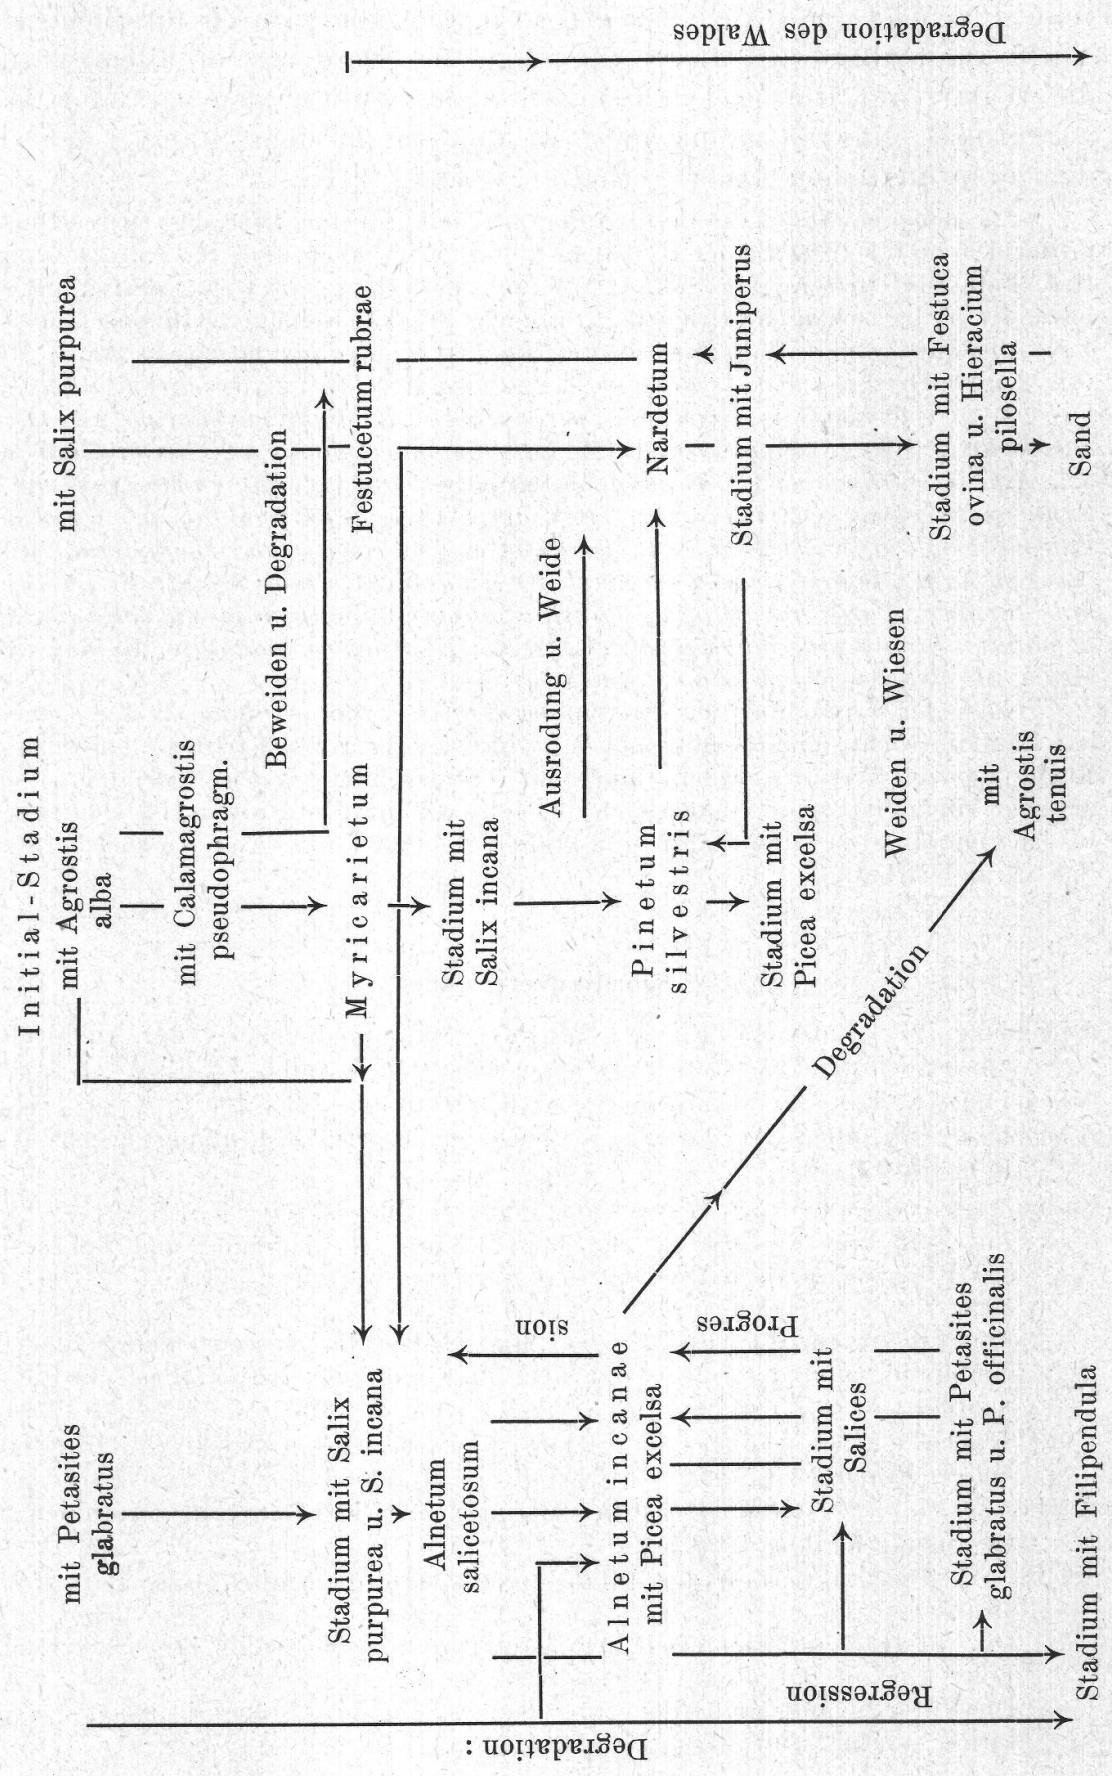 Initial-Stadium
mit Petasites
glabratus
mit Agrostis
alba
mit Salix purpurea
mit Calamagrostis
pseudophragm.
Beweiden u. Degradation
Stadium mit Salix
purpurea u. S. incana
Myricarietum
Festucetum rubrae
Alnetum
salicetosum
Stadium mit
Salix incana
Progres
sion
Ausrodung u. Weide
Alnetum incanae
mit Picea excelsa
Pinetum
silvestris
Nardetum
Stadium mit Juniperus
Stadium mit
Picea excelsa
Stadium mit
Salices
Degradation
Weiden u. Wiesen
Stadium mit Petasites
glabratus u. P. officinalis
mit
Agrostis
tenuis
Stadium mit Festuca
ovina u. Hieracium
pilosella
Stadium mit Filipendula
Sand
Degradation :
Regression
Degradation des Waldes